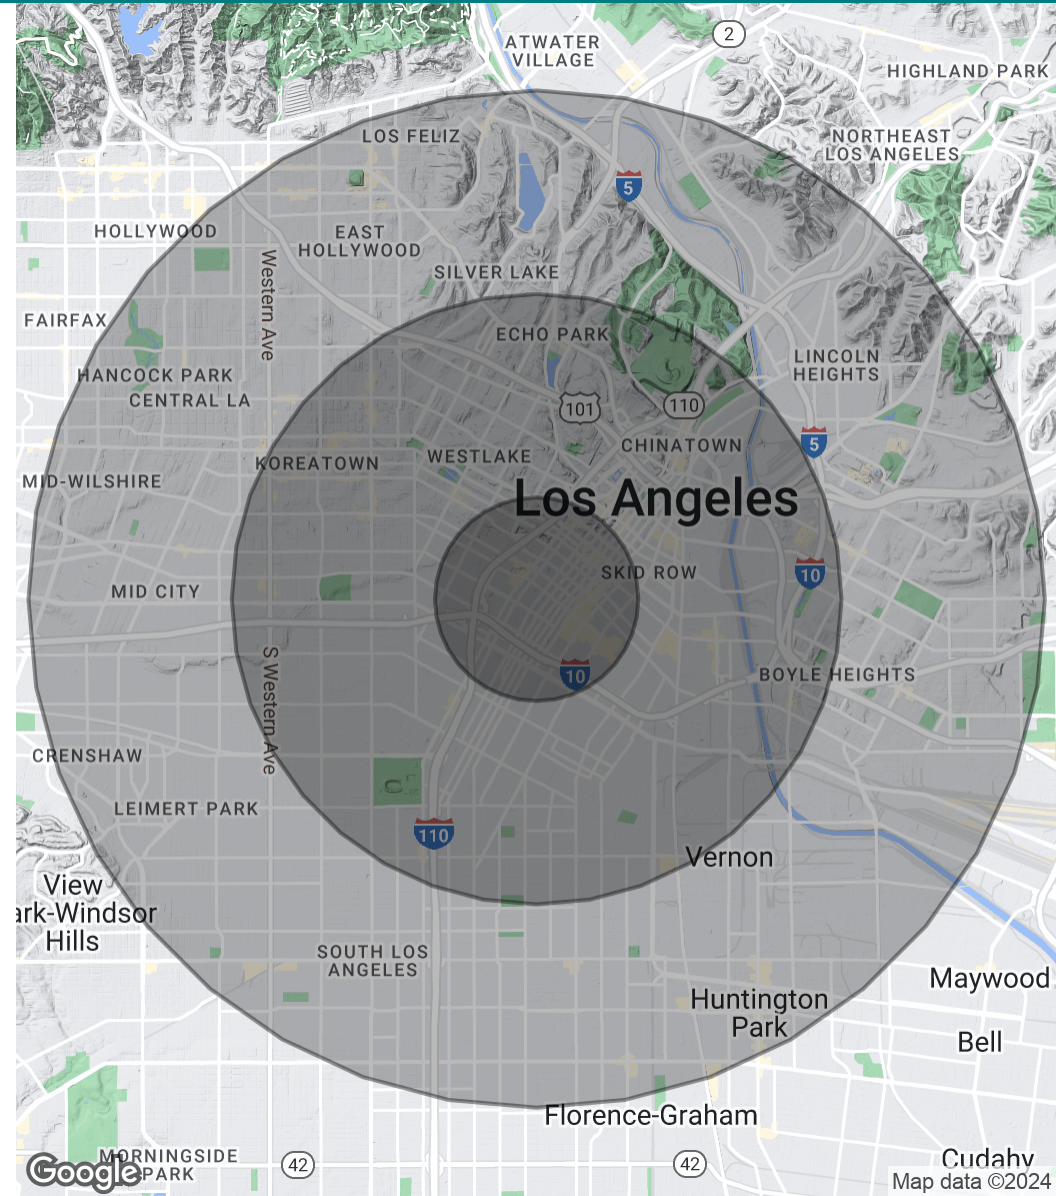 2
ATWATER
VILLAGE
HIGHLAND PARK
LOS FELIZ
NORTHEAST
LOS ANGELES
5
HOLLYWOOD
EAST
HOLLYWOOD
Western Ave
SILVER LAKE
FAIRFAX
ECHO PARK
LINCOLN
HEIGHTS
HANCOCK PARK
CENTRAL LA
101
110
CHINATOWN
5
KOREATOWN
WESTLAKE
MID-WILSHIRE
Los Angeles
SKID ROW
10
MID CITY
10
BOYLE HEIGHTS
S Western Ave
CRENSHAW
LEIMERT PARK
110
Vernon
View
ark-Windsor
Hills
SOUTH LOS
ANGELES
Maywood
Huntington
Park
Bell
Florence-Graham
MORNINGSIDE
PARK
42
42
Cudahy
Google
Map data ©2024